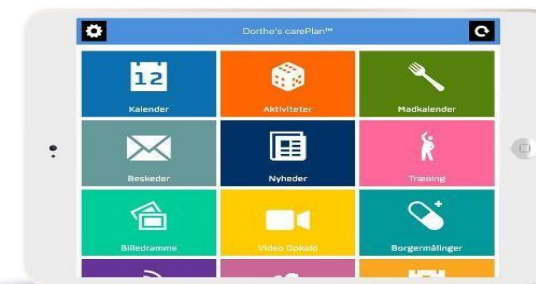 Dorthe's carePlan™
12
Kalender
Aktiviteter
Madkalender
Beskeder
Nyheder
Træning
Billedramme
Video Opkald
Borgermålinger